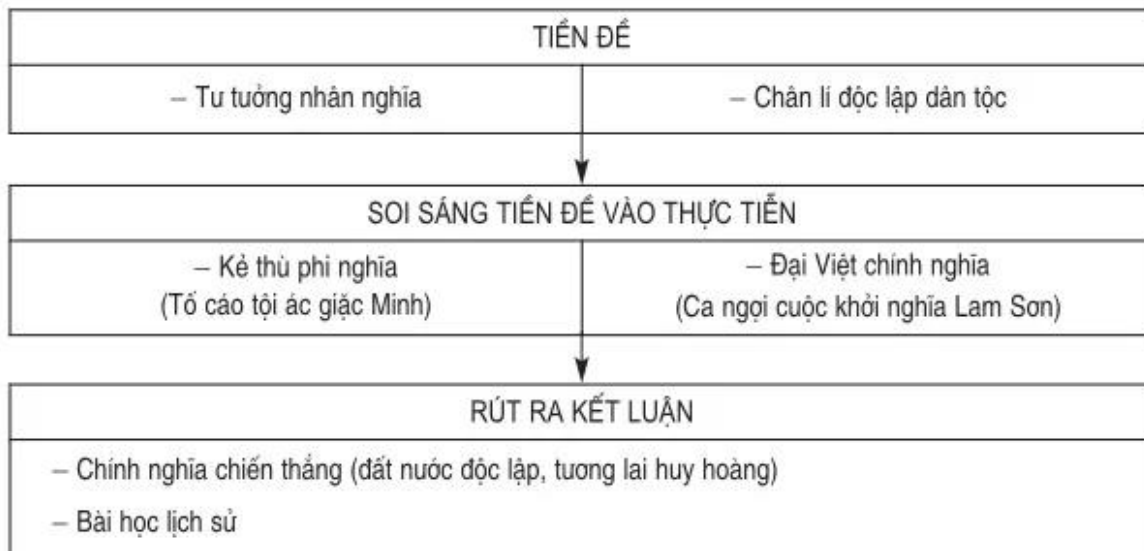 TIỀN ĐỀ
– Tư tưởng nhân nghĩa
– Chân lí độc lập dân tộc
SOI SÁNG TIỀN ĐỀ VÀO THỰC TIỄN
– Kẻ thù phi nghĩa
(Tố cáo tội ác giặc Minh)
– Đại Việt chính nghĩa
(Ca ngợi cuộc khởi nghĩa Lam Sơn)
RÚT RA KẾT LUẬN
– Chính nghĩa chiến thắng (đất nước độc lập, tương lai huy hoàng)
– Bài học lịch sử